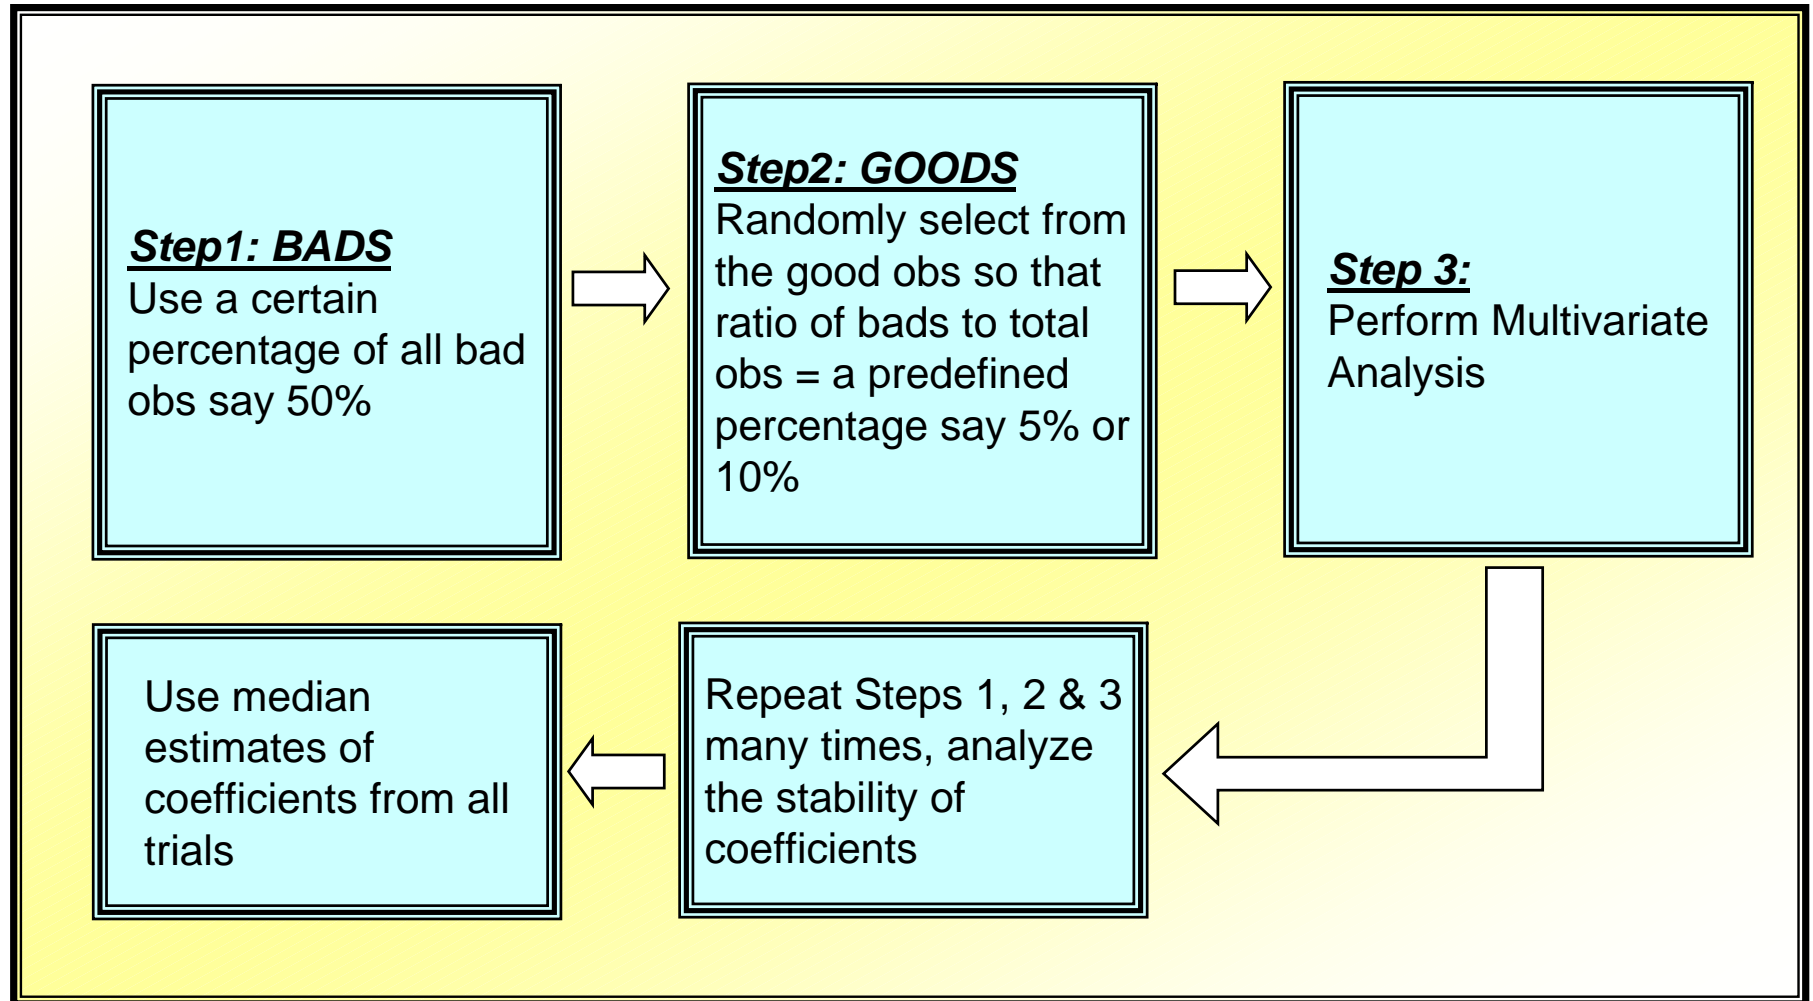 Step1: BADS
Use a certain
percentage of all bad
obs say 50%
Step2: GOODS
Randomly select from
the good obs so that
ratio of bads to total
obs = a predefined
percentage say 5% or
10%
Step 3:
Perform Multivariate
Analysis
Repeat Steps 1, 2 & 3
many times, analyze
the stability of
coefficients
Use median
estimates of
coefficients from all
trials